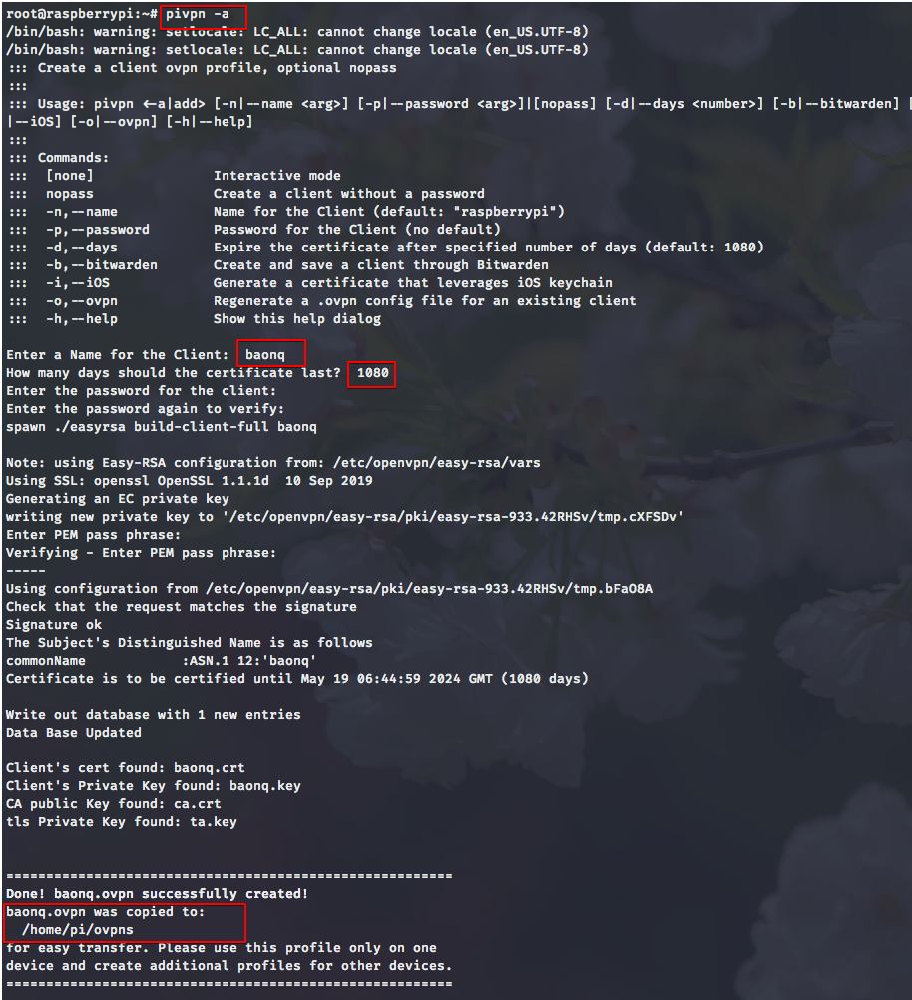 root@raspberrypi:~# pivpn -a
/bin/bash: warning: setlocale: LC_ALL: cannot change locale (en_US.UTF-8)
/bin/bash: warning: setlocale: LC_ALL: cannot change locale (en_US.UTF-8)
::: Create a client ovpn profile, optional nopass
:::
::: Usage: pivpn <-a|add> [-n|--name <arg>] [-p|--password <arg>]|[nopass] [-d|--days <number>] [-b|--bitwarden] [
|--iOS] [-o|--ovpn] [-h|--help]
:::
::: Commands:
:::  [none]               Interactive mode
:::  nopass               Create a client without a password
:::  -n,--name            Name for the Client (default: "raspberrypi")
:::  -p,--password        Password for the Client (no default)
:::  -d,--days            Expire the certificate after specified number of days (default: 1080)
:::  -b,--bitwarden       Create and save a client through Bitwarden
:::  -i,--iOS             Generate a certificate that leverages iOS keychain
:::  -o,--ovpn            Regenerate a .ovpn config file for an existing client
:::  -h,--help            Show this help dialog
Enter a Name for the Client:  baonq
How many days should the certificate last?  1080
Enter the password for the client:
Enter the password again to verify:
spawn ./easyrsa build-client-full baonq
Note: using Easy-RSA configuration from: /etc/openvpn/easy-rsa/vars
Using SSL: openssl OpenSSL 1.1.1d  10 Sep 2019
Generating an EC private key
writing new private key to '/etc/openvpn/easy-rsa/pki/easy-rsa-933.42RHSv/tmp.cXFSDv'
Enter PEM pass phrase:
Verifying - Enter PEM pass phrase:
-----
Using configuration from /etc/openvpn/easy-rsa/pki/easy-rsa-933.42RHSv/tmp.bFaO8A
Check that the request matches the signature
Signature ok
The Subject's Distinguished Name is as follows
commonName            :ASN.1 12:'baonq'
Certificate is to be certified until May 19 06:44:59 2024 GMT (1080 days)
Write out database with 1 new entries
Data Base Updated
Client's cert found: baonq.crt
Client's Private Key found: baonq.key
CA public Key found: ca.crt
tls Private Key found: ta.key
========================================================
Done! baonq.ovpn successfully created!
baonq.ovpn was copied to:
  /home/pi/ovpns
for easy transfer. Please use this profile only on one
device and create additional profiles for other devices.
========================================================